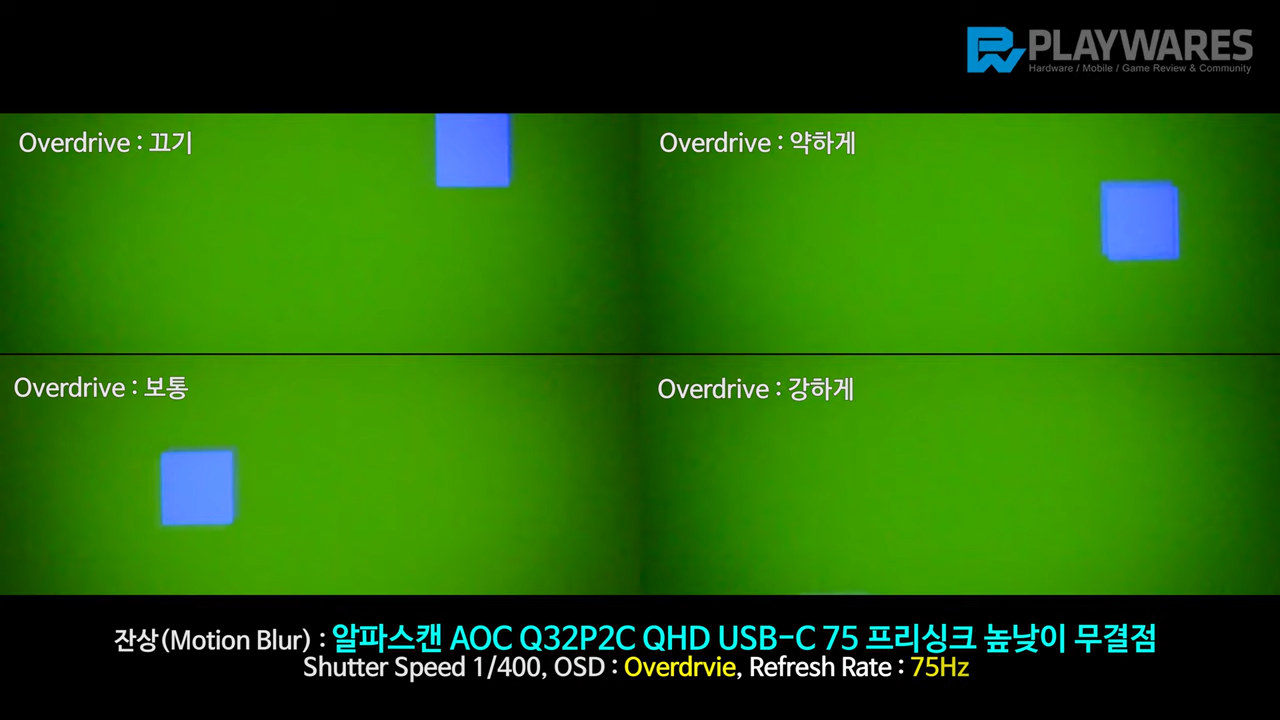 PLAYWARES
Hardware / Mobile / Game Review & Community
Overdrive : 끄기
Overdrive : 약하게
Overdrive : 보통
Overdrive : 강하게
잔상(Motion Blur) : 알파스캔 AOC Q32P2C QHD USB-C 75 프리싱크 높낮이 무결점
Shutter Speed 1/400, OSD : Overdrvie, Refresh Rate : 75Hz